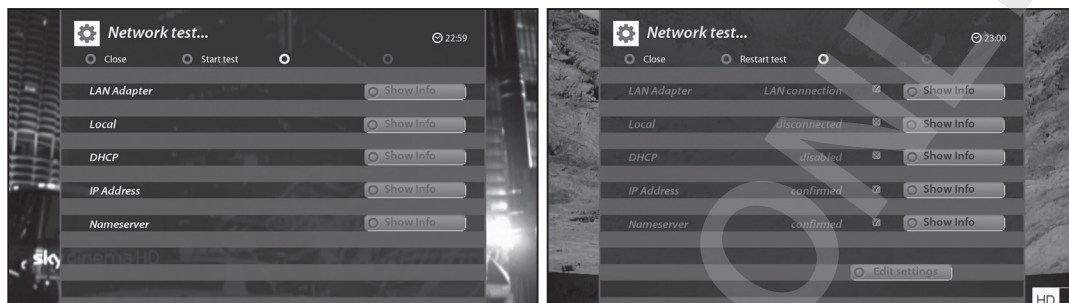 Network test...
22:59
Close Start test
LAN Adapter Show Info
Local Show Info
DHCP Show Info
IP Address Show Info
Nameserver Show Info
sky cinema HD
Network test...
23:00
Close Restart test
LAN Adapter LAN connection Show Info
Local disconnected Show Info
DHCP disabled Show Info
IP Address confirmed Show Info
Nameserver confirmed Show Info
Edit settings
HD
ONL